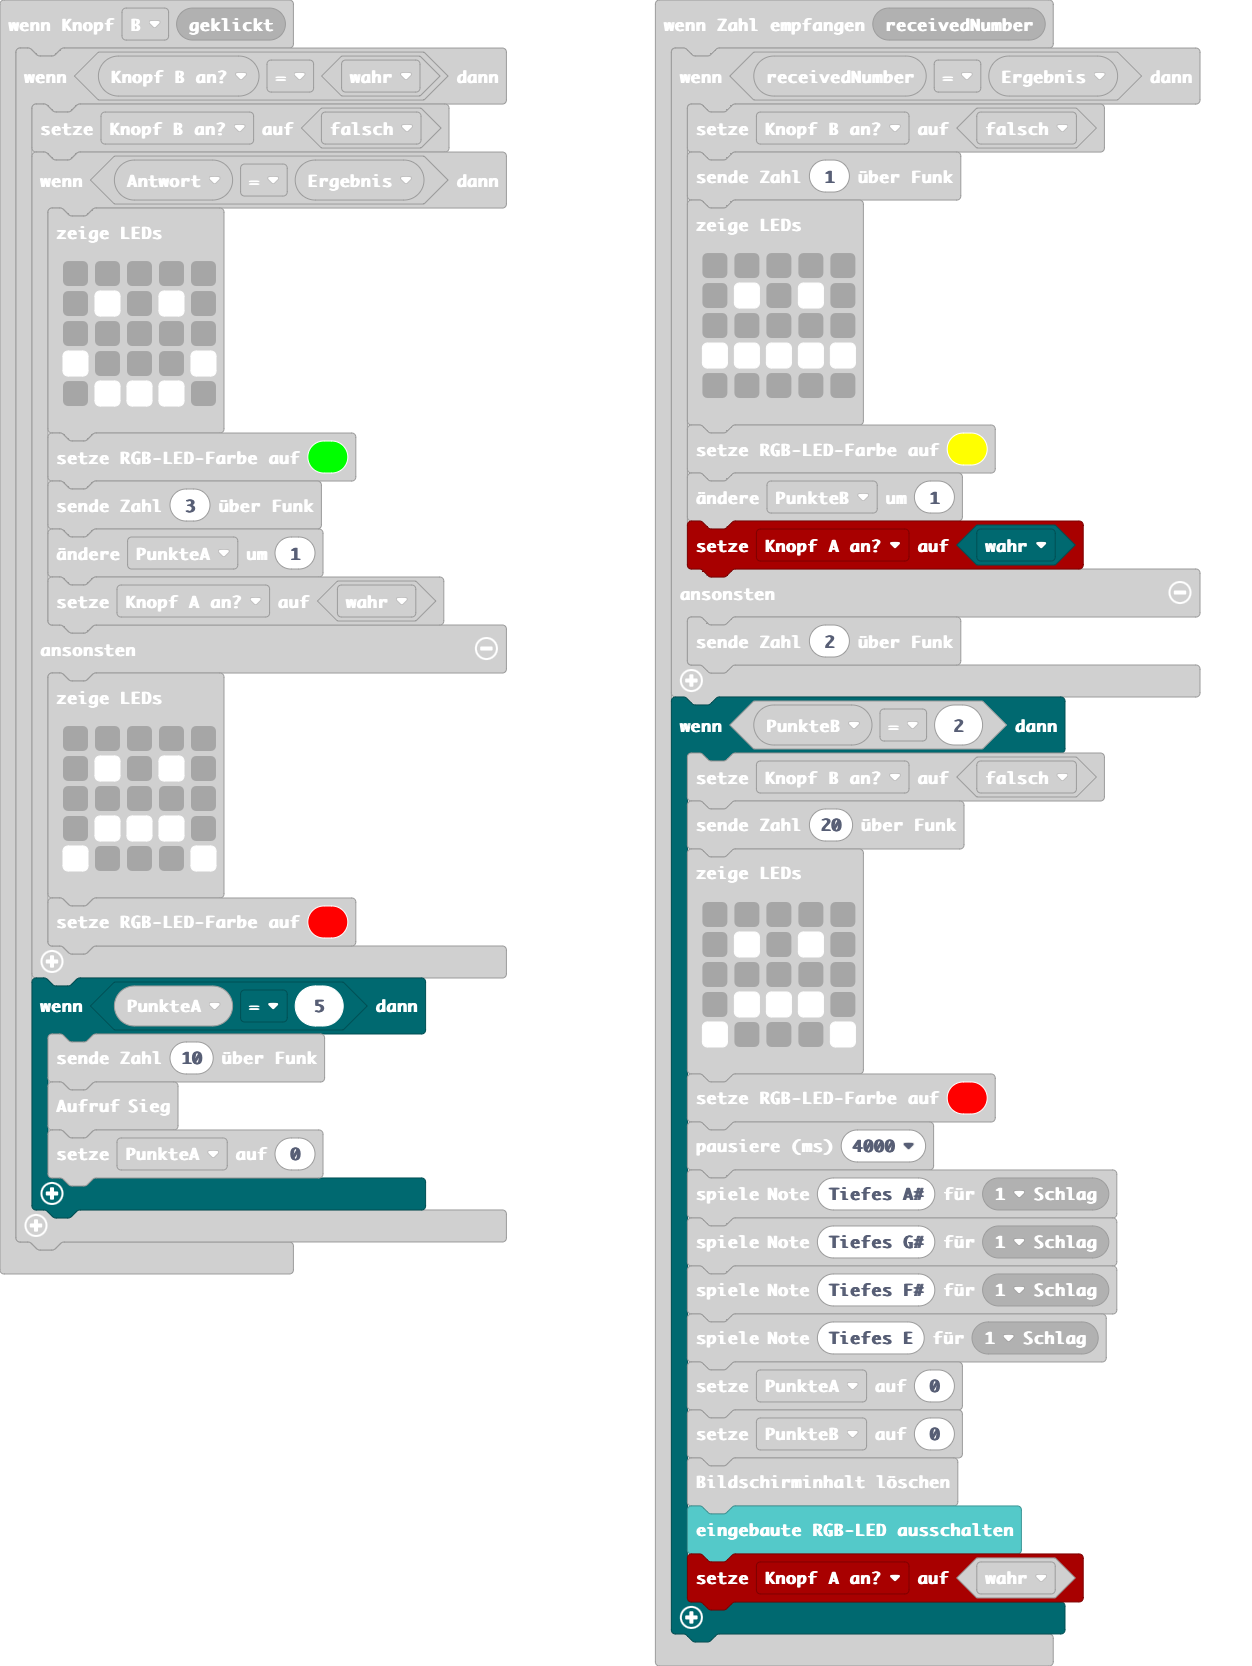 wenn Knopf B geklickt
wenn Knopf B an? = wahr dann
setze Knopf B an? auf falsch
wenn Antwort = Ergebnis dann
zeige LEDs
setze RGB-LED-Farbe auf
sende Zahl 3 über Funk
ändere PunkteA um 1
setze Knopf A an? auf wahr
ansonsten
zeige LEDs
setze RGB-LED-Farbe auf
wenn PunkteA = 5 dann
sende Zahl 10 über Funk
Aufruf Sieg
setze PunkteA auf 0
wenn Zahl empfangen receivedNumber
wenn receivedNumber = Ergebnis dann
setze Knopf B an? auf falsch
sende Zahl 1 über Funk
zeige LEDs
setze RGB-LED-Farbe auf
ändere PunkteB um 1
setze Knopf A an? auf wahr
ansonsten
sende Zahl 2 über Funk
wenn PunkteB = 2 dann
setze Knopf B an? auf falsch
sende Zahl 20 über Funk
zeige LEDs
setze RGB-LED-Farbe auf
pausiere (ms) 4000
spiele Note Tiefes A# für 1 Schlag
spiele Note Tiefes G# für 1 Schlag
spiele Note Tiefes F# für 1 Schlag
spiele Note Tiefes E für 1 Schlag
setze PunkteA auf 0
setze PunkteB auf 0
Bildschirminhalt löschen
eingebaute RGB-LED ausschalten
setze Knopf A an? auf wahr